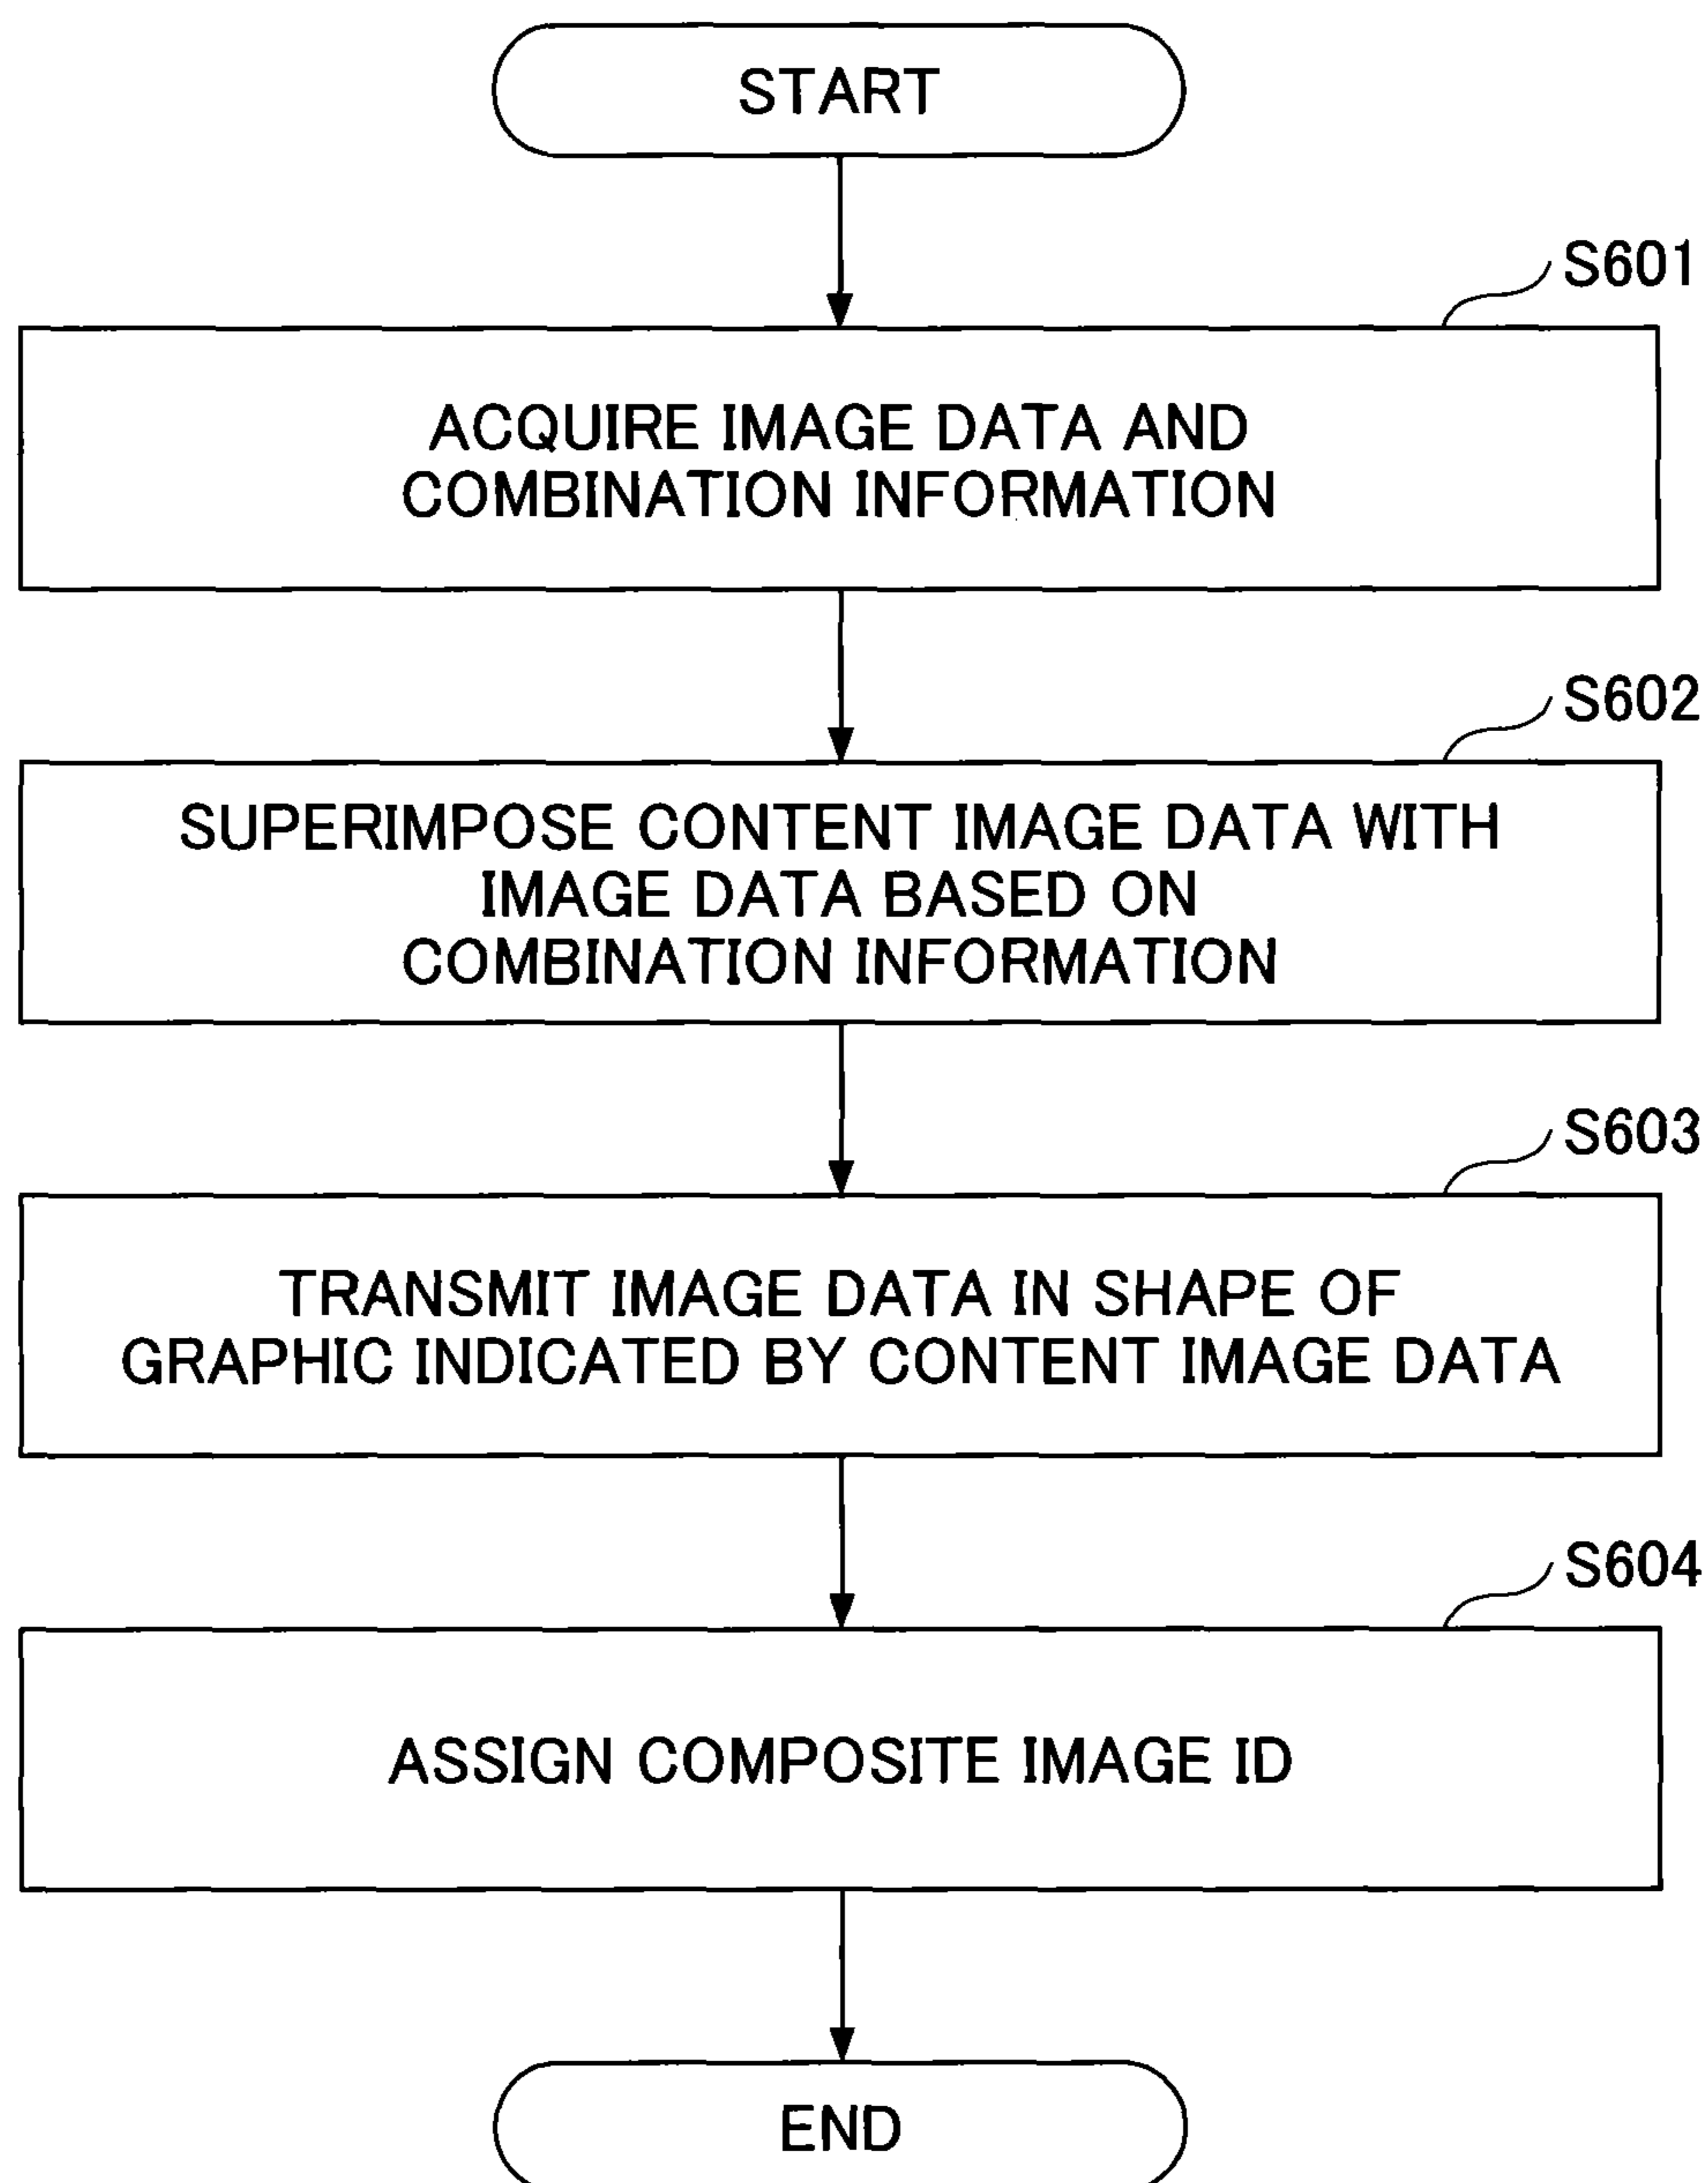 START
S601
ACQUIRE IMAGE DATA AND
COMBINATION INFORMATION
S602
SUPERIMPOSE CONTENT IMAGE DATA WITH
IMAGE DATA BASED ON
COMBINATION INFORMATION
S603
TRANSMIT IMAGE DATA IN SHAPE OF
GRAPHIC INDICATED BY CONTENT IMAGE DATA
S604
ASSIGN COMPOSITE IMAGE ID
END